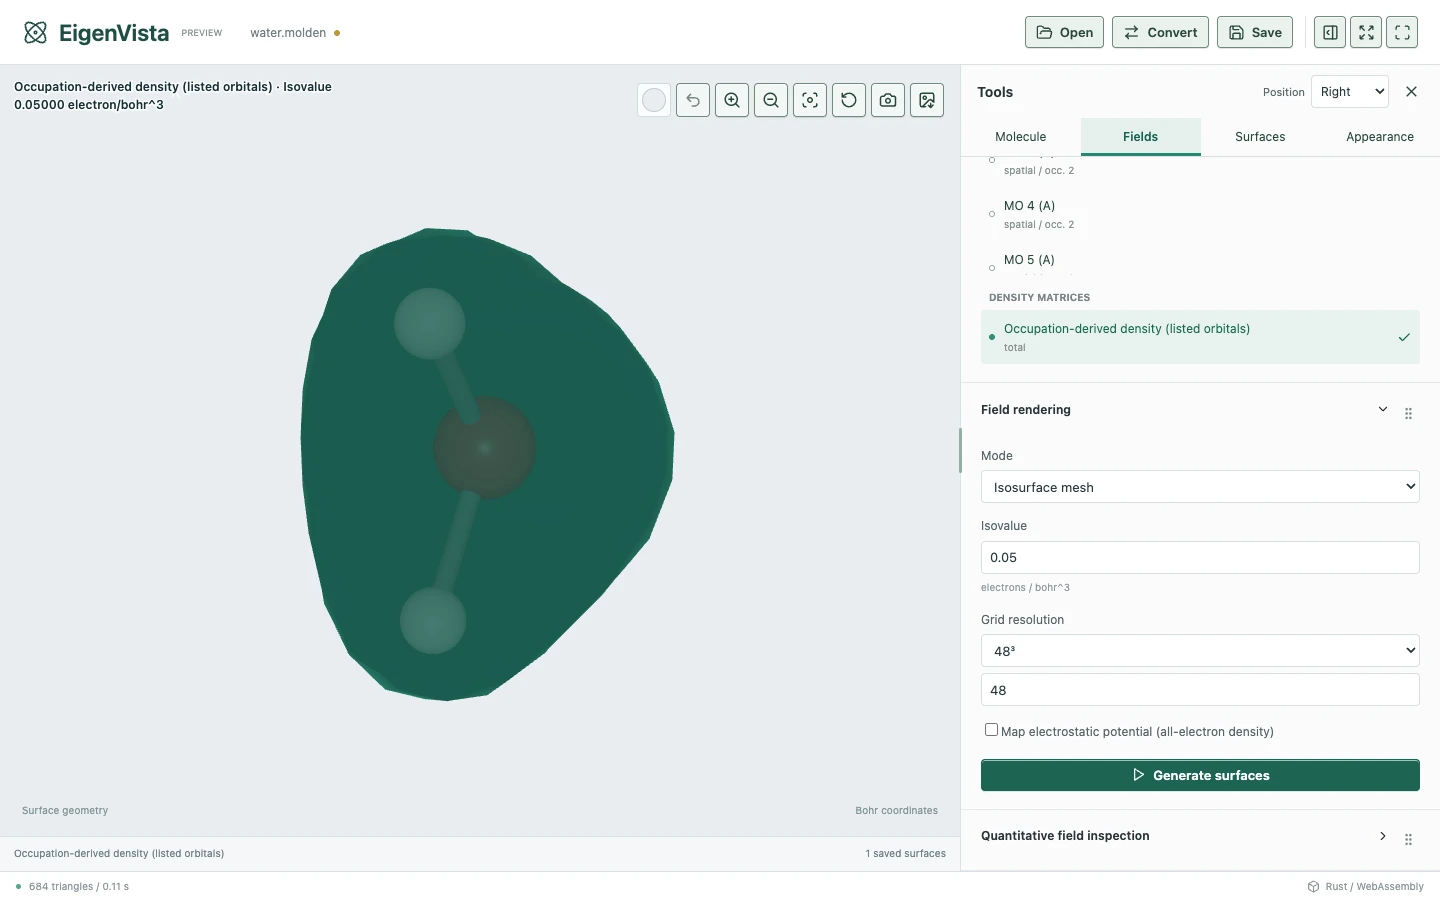 EigenVista PREVIEW water.molden
Open Convert Save
Occupation-derived density (listed orbitals) · Isovalue
0.05000 electron/bohr^3
Surface geometry
Bohr coordinates
Occupation-derived density (listed orbitals)
1 saved surfaces
684 triangles / 0.11 s
Tools
Position Right
Molecule Fields Surfaces Appearance
spatial / occ. 2
MO 4 (A)
spatial / occ. 2
MO 5 (A)
DENSITY MATRICES
Occupation-derived density (listed orbitals)
total
Field rendering
Mode
Isosurface mesh
Isovalue
0.05
electrons / bohr^3
Grid resolution
48³
48
Map electrostatic potential (all-electron density)
Generate surfaces
Quantitative field inspection
Rust / WebAssembly